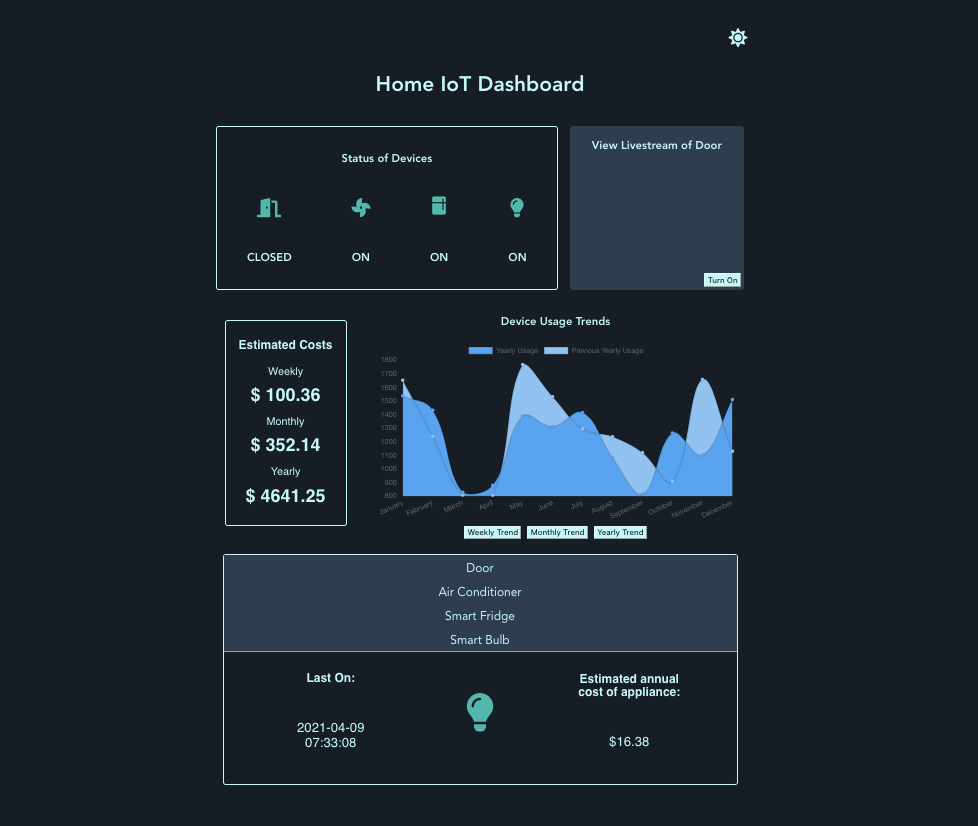 Home IoT Dashboard
Status of Devices
CLOSED
ON
ON
ON
View Livestream of Door
Turn On
Estimated Costs
Weekly
$ 100.36
Monthly
$ 352.14
Yearly
$ 4641.25
Device Usage Trends
Yearly Usage
Previous Yearly Usage
1800
1700
1600
1500
1400
1300
1200
1100
1000
900
800
January
February
March
April
May
June
July
August
September
October
November
December
Weekly Trend
Monthly Trend
Yearly Trend
Door
Air Conditioner
Smart Fridge
Smart Bulb
Last On:
2021-04-09
07:33:08
Estimated annual
cost of appliance:
$16.38